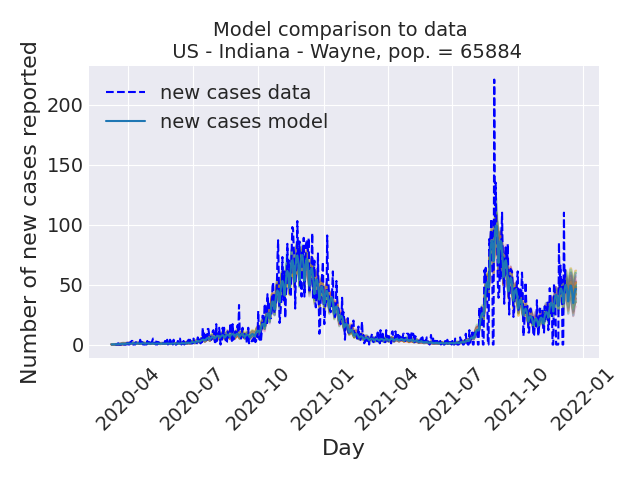 Model comparison to data
US - Indiana - Wayne, pop. = 65884
Number of new cases reported
200
150
100
50
0
new cases data
new cases model
2020-04
2020-07
2020-10
2021-01
2021-04
2021-07
2021-10
2022-01
Day